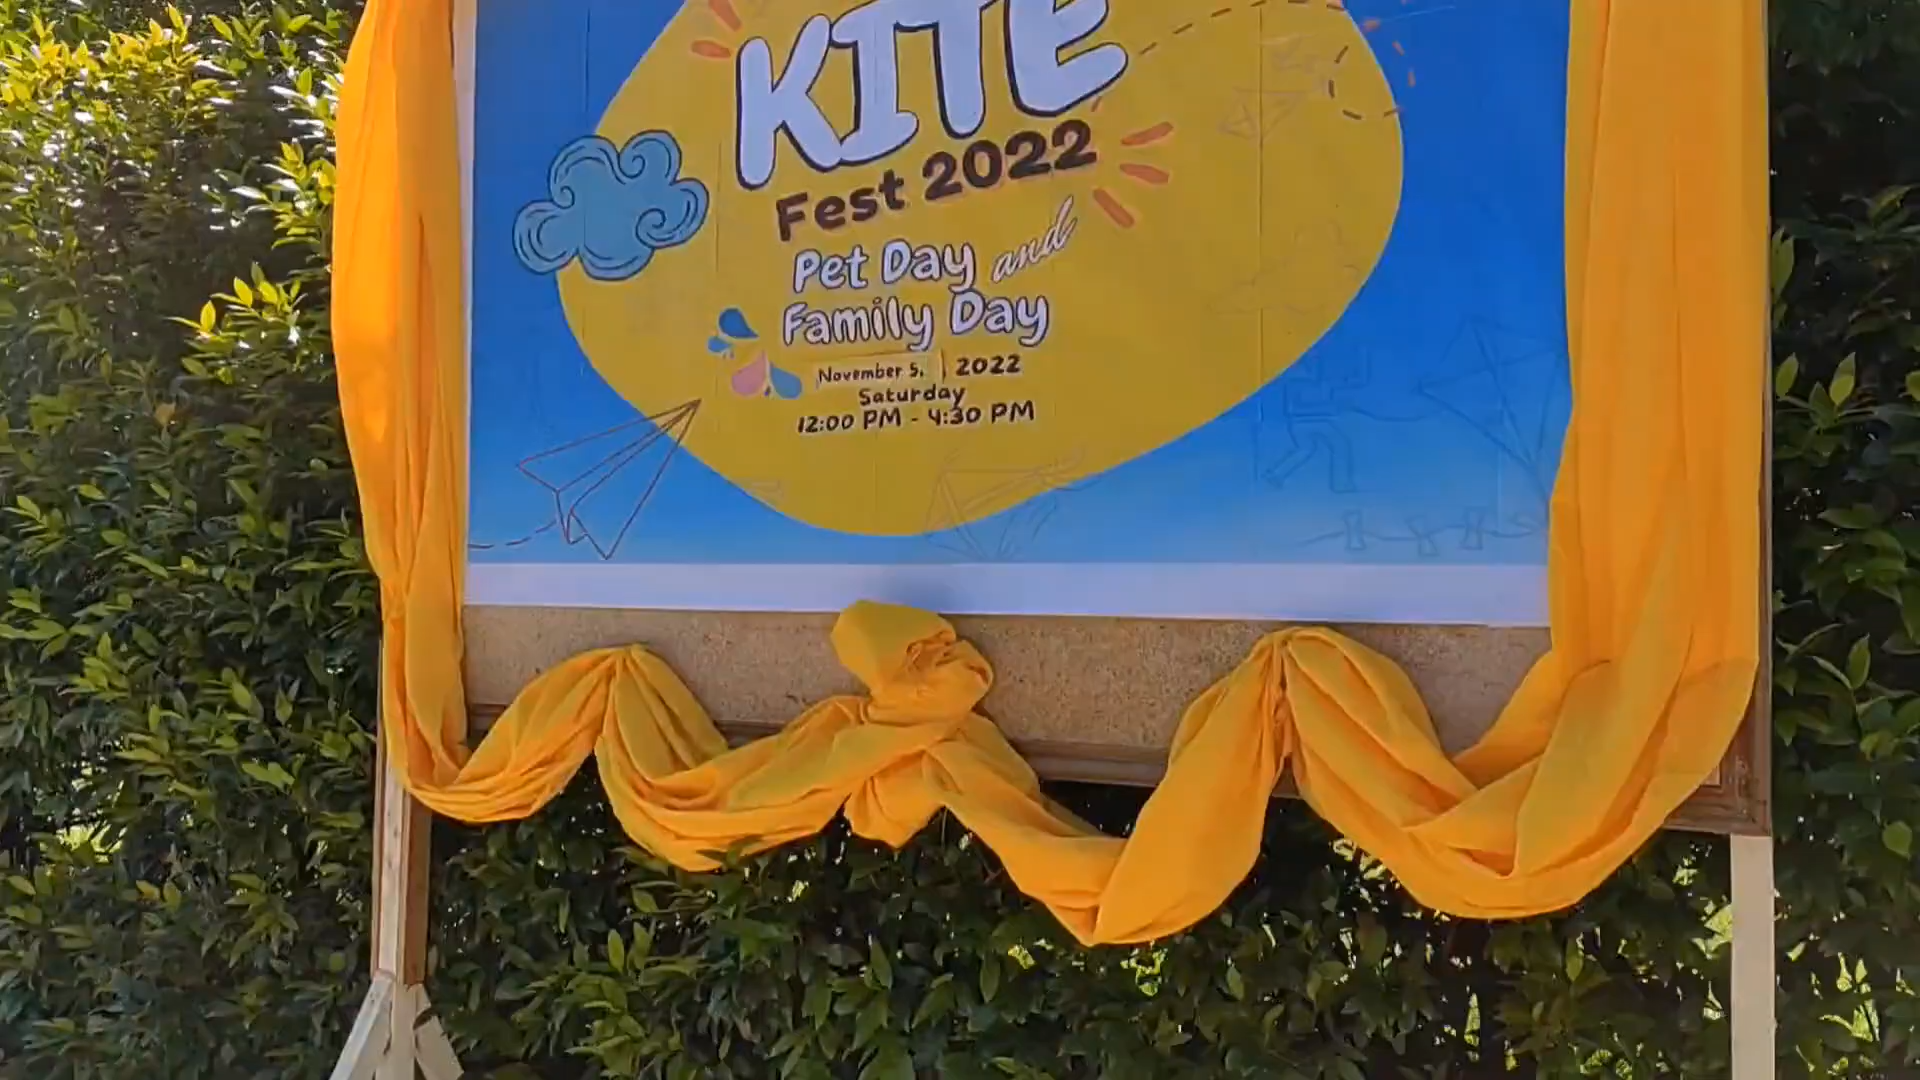 KITE
Fest 2022
Pet Day and
Family Day
November 5, 2022
Saturday
12:00 PM - 4:30 PM